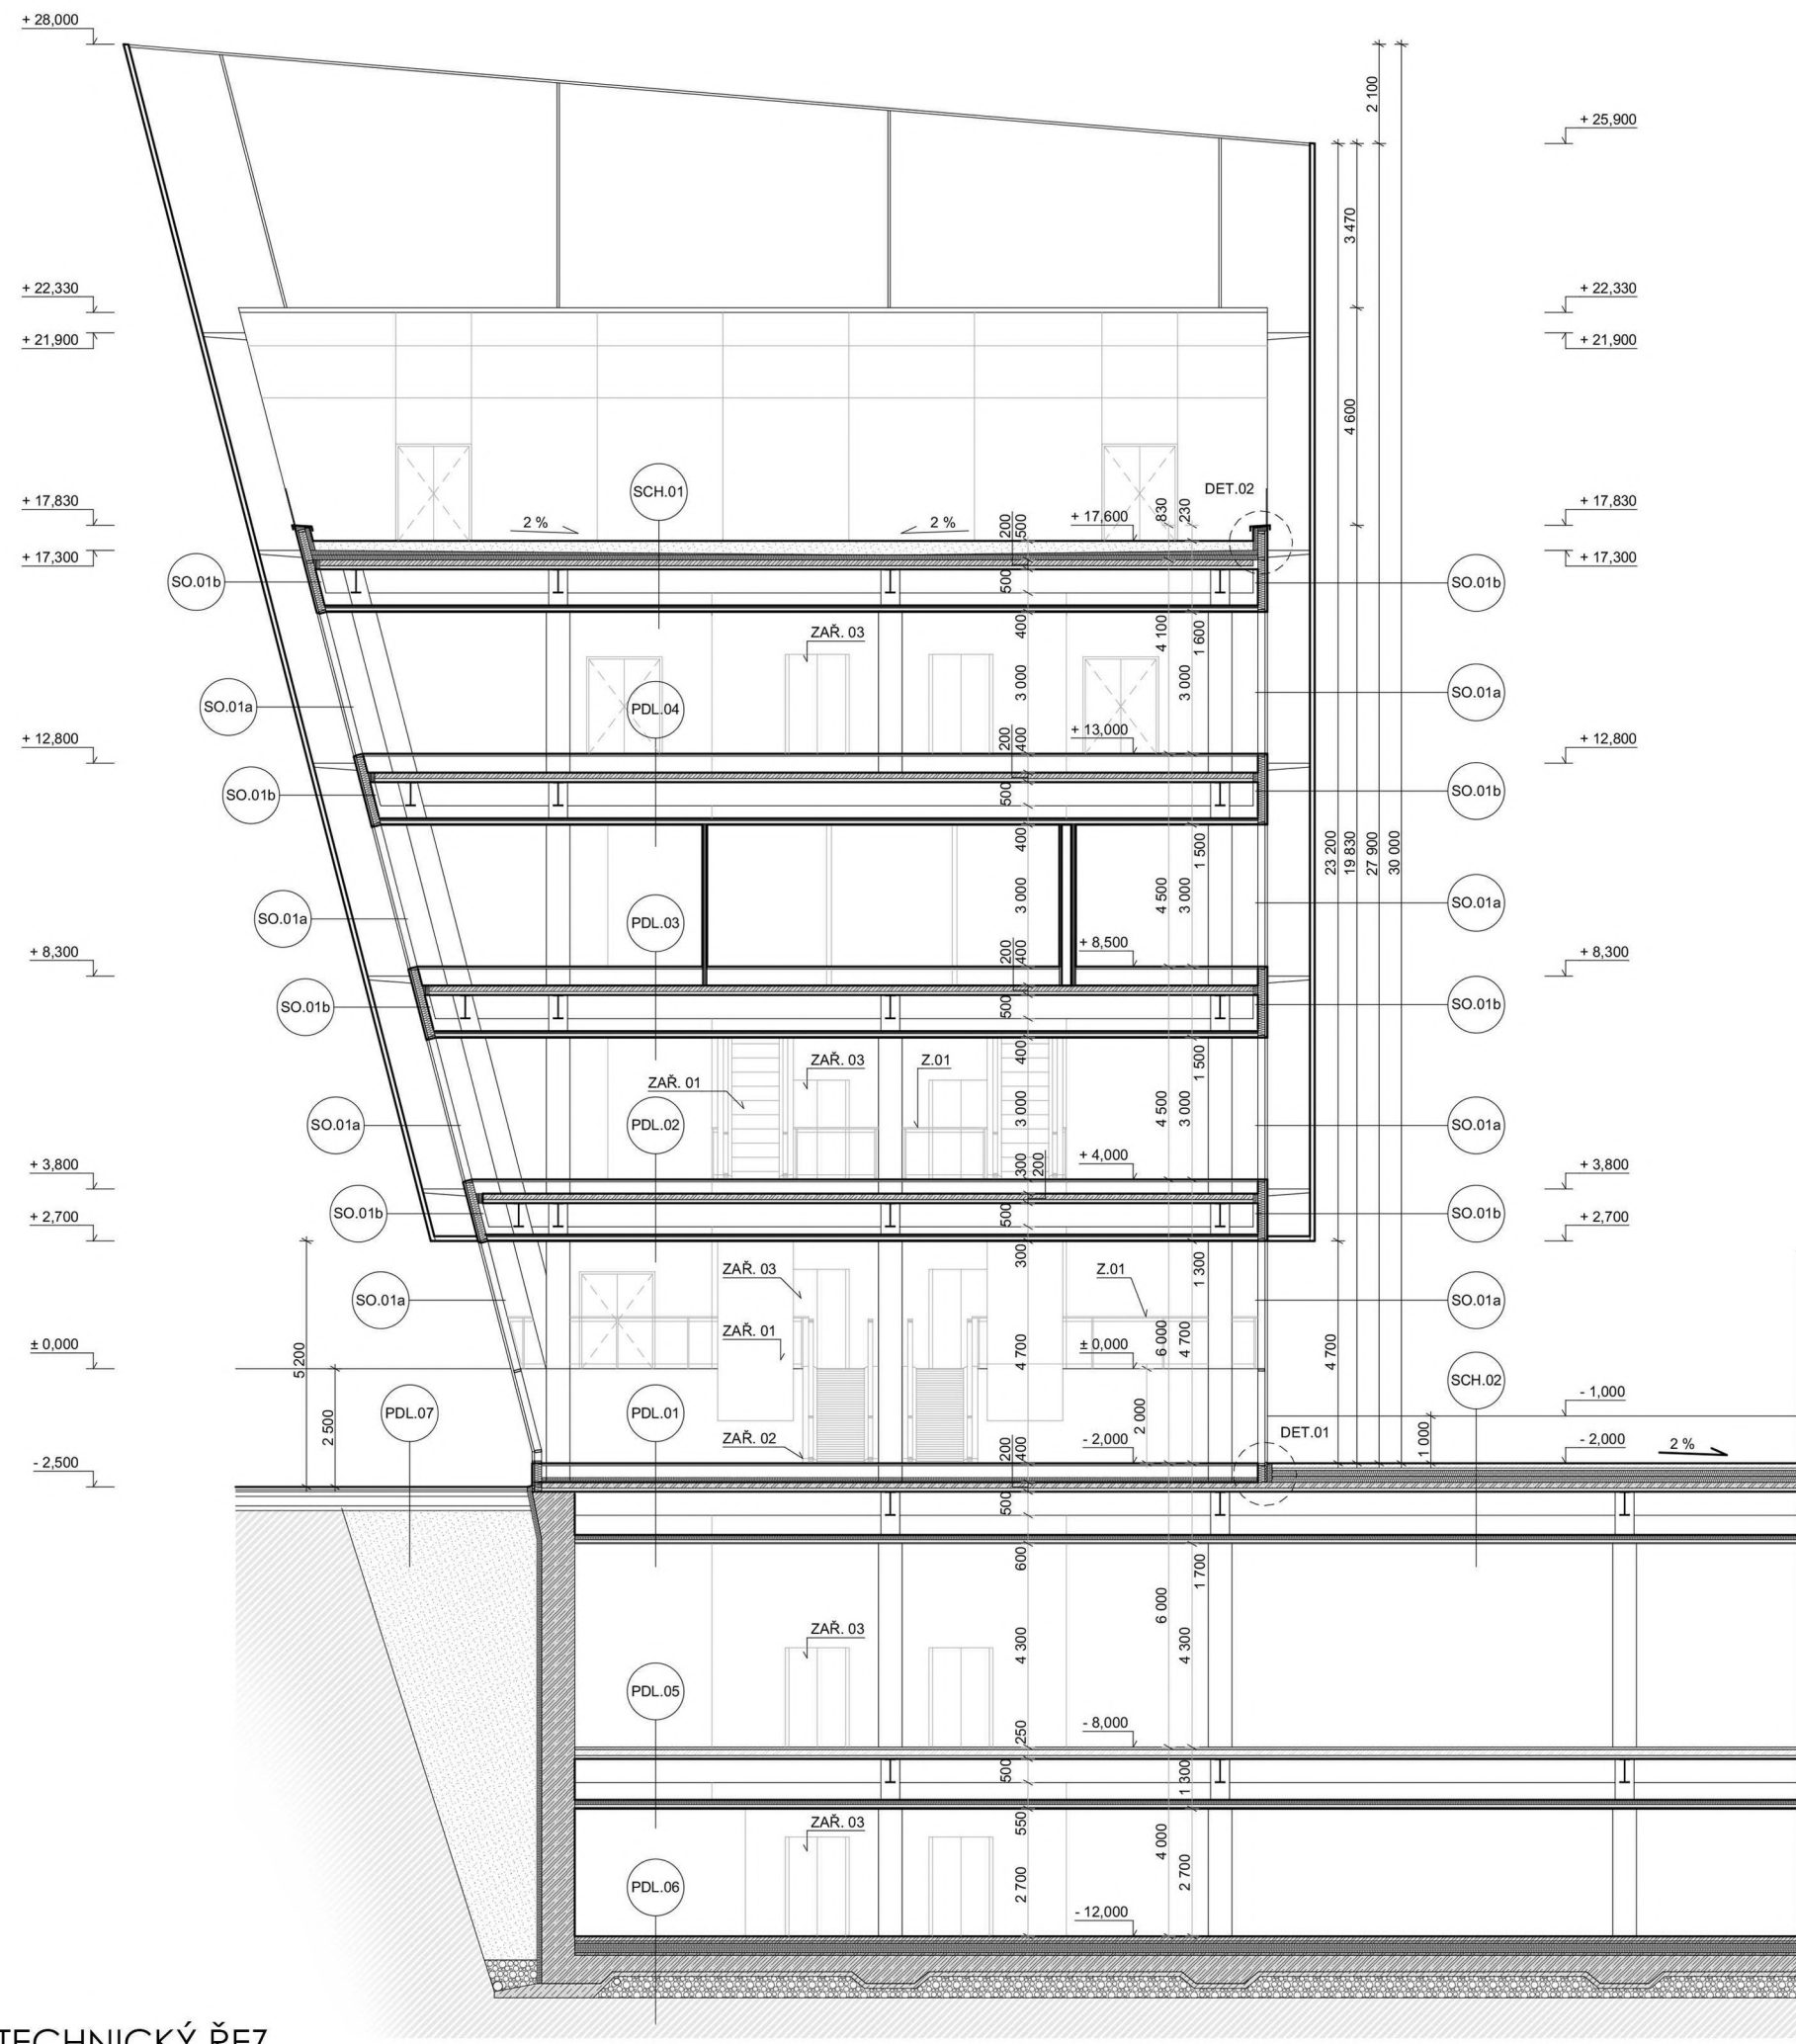 + 28,000
2 100
+ 25,900
3 470
+ 22,330
+ 22,330
+ 21,900
+ 21,900
4 600
SCH.01
DET.02
+ 17,830
830
230
+ 17,830
2 %
2 %
200
500
+ 17,600
+ 17,300
+ 17,300
SO.01b
500
SO.01b
400
4 100
1 600
ZAŘ. 03
3 000
3 000
SO.01a
SO.01a
PDL.04
+ 12,800
200
400
+ 13,000
+ 12,800
SO.01b
500
SO.01b
400
1 500
23 200
19 830
27 900
30 000
SO.01a
PDL.03
3 000
4 500
3 000
SO.01a
+ 8,300
200
400
+ 8,500
+ 8,300
SO.01b
500
SO.01b
400
1 500
ZAŘ. 03
Z.01
ZAŘ. 01
3 000
4 500
3 000
SO.01a
PDL.02
SO.01a
+ 3,800
300
200
+ 4,000
+ 3,800
SO.01b
500
SO.01b
+ 2,700
+ 2,700
300
1 300
ZAŘ. 03
Z.01
SO.01a
SO.01a
ZAŘ. 01
± 0,000
5 200
4 700
± 0,000
6 000
4 700
4 700
SCH.02
- 1,000
PDL.07
PDL.01
2 500
2 000
DET.01
1 000
ZAŘ. 02
- 2,500
200
400
- 2,000
- 2,000
2 %
500
600
1 700
6 000
ZAŘ. 03
4 300
4 300
PDL.05
250
- 8,000
500
1 300
ZAŘ. 03
550
4 000
PDL.06
2 700
2 700
- 12,000
TECHNICKÝ ŘEZ